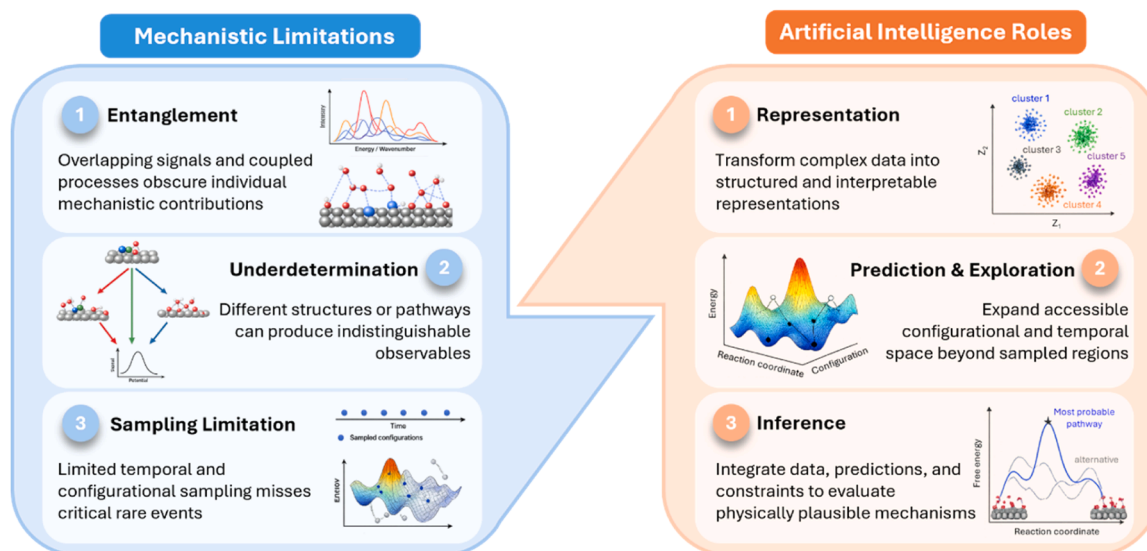 Mechanistic Limitations
1
Entanglement
Overlapping signals and coupled
processes obscure individual
mechanistic contributions
Intensity
Energy / Wavenumber
Underdetermination
2
Different structures or pathways
can produce indistinguishable
observables
Signal
Potential
3
Sampling Limitation
Limited temporal and
configurational sampling misses
critical rare events
Time
Sampled configurations
Energy
Artificial Intelligence Roles
1
Representation
Transform complex data into
structured and interpretable
representations
cluster 1
cluster 2
cluster 3
cluster 5
cluster 4
Z2
Z1
Prediction & Exploration
2
Expand accessible
configurational and temporal
space beyond sampled regions
Energy
Reaction coordinate
Configuration
3
Inference
Integrate data, predictions, and
constraints to evaluate
physically plausible mechanisms
Most probable
pathway
alternative
Free energy
Reaction coordinate